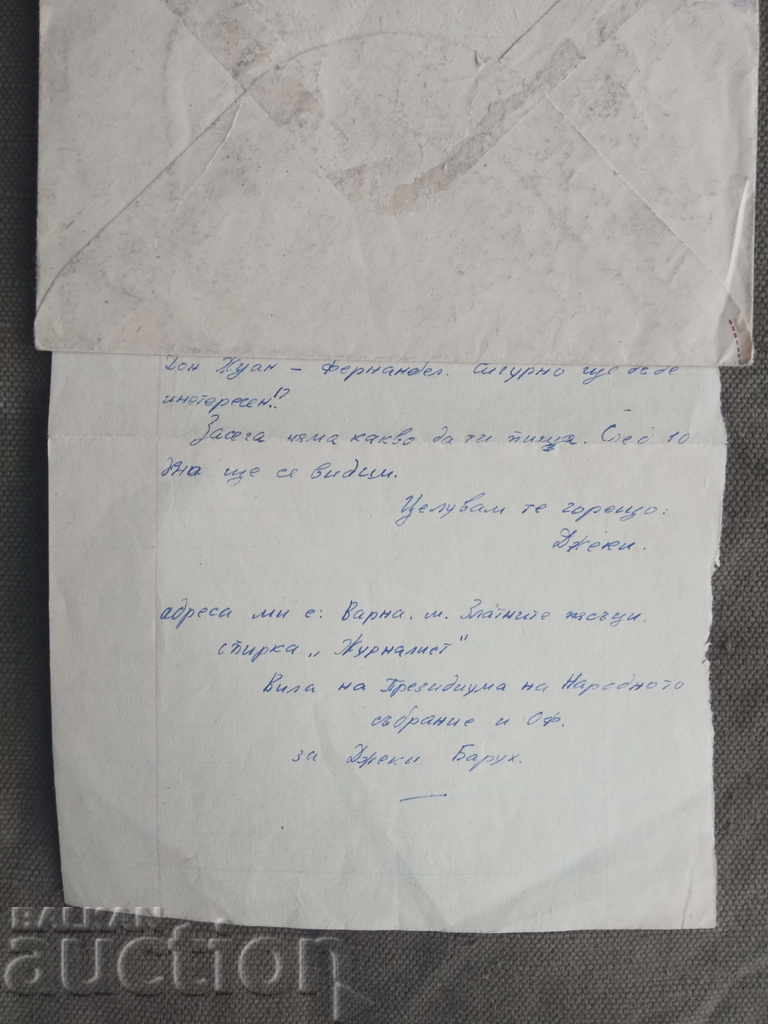 Дон Жуан – Фернандел. Сигурно ще бъде
интересен!?
Засега няма какво да ти пиша. След 10
дена ще се видим.
Целувам те горещо:
Джеки.
адреса ми е: Варна. м. Златните пясъци.
спирка „Журналист"
Вила на Президиума на Народното
събрание и ОФ.
за Джеки Барух.
BALKAN
auction